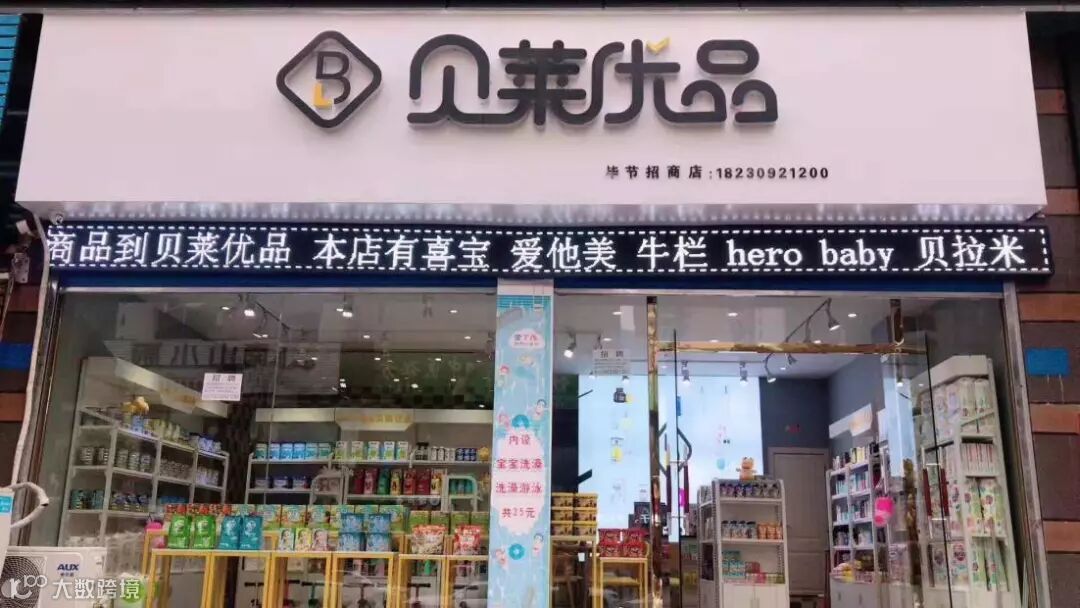 B
贝莱优品
毕节招商店:18230921200
商品到贝莱优品 本店有喜宝 爱他美 牛栏 hero baby 贝拉米
招聘
招聘
内设
宝宝洗澡
洗澡游泳
共25元
AUX
大数跨境